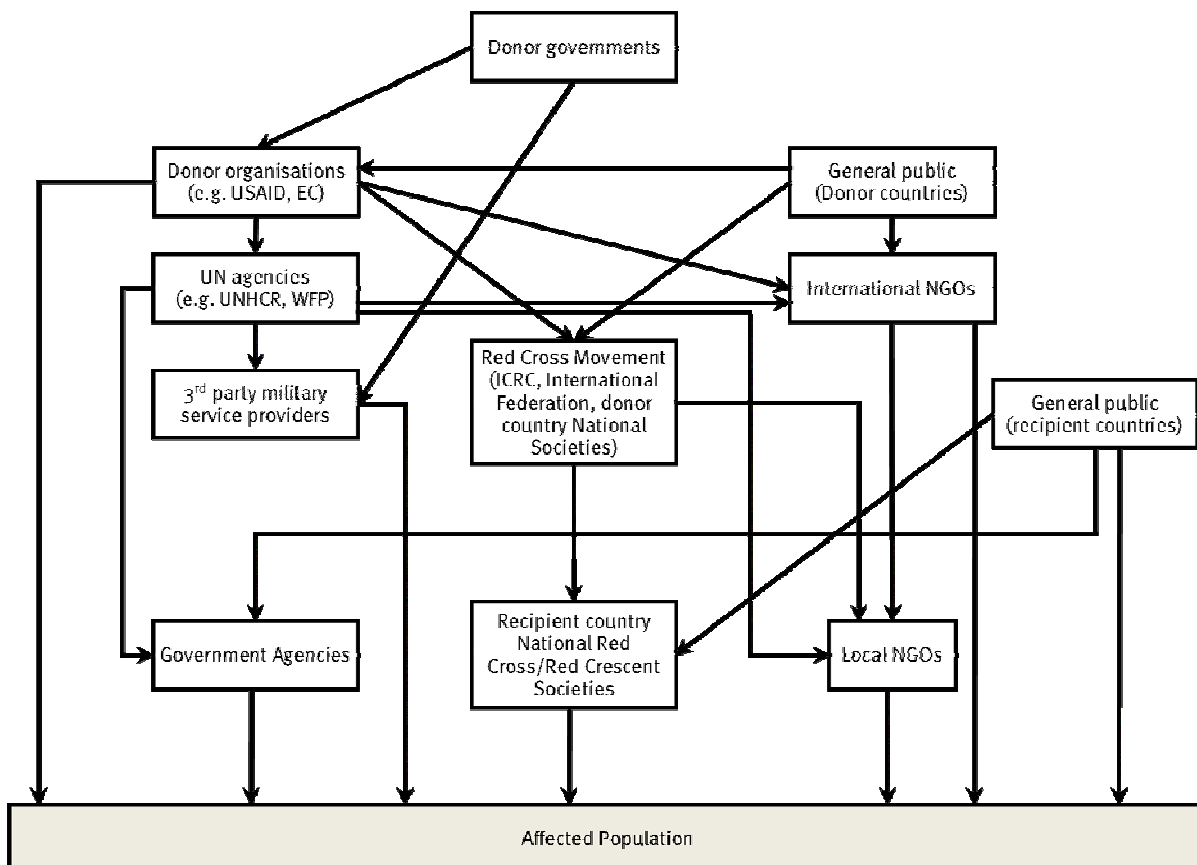 Donor governments
Donor organisations
(e.g. USAID, EC)
General public
(Donor countries)
UN agencies
(e.g. UNHCR, WFP)
International NGOs
3rd party military
service providers
Red Cross Movement
(ICRC, International
Federation, donor
country National
Societies)
General public
(recipient countries)
Government Agencies
Recipient country
National Red
Cross/Red Crescent
Societies
Local NGOs
Affected Population